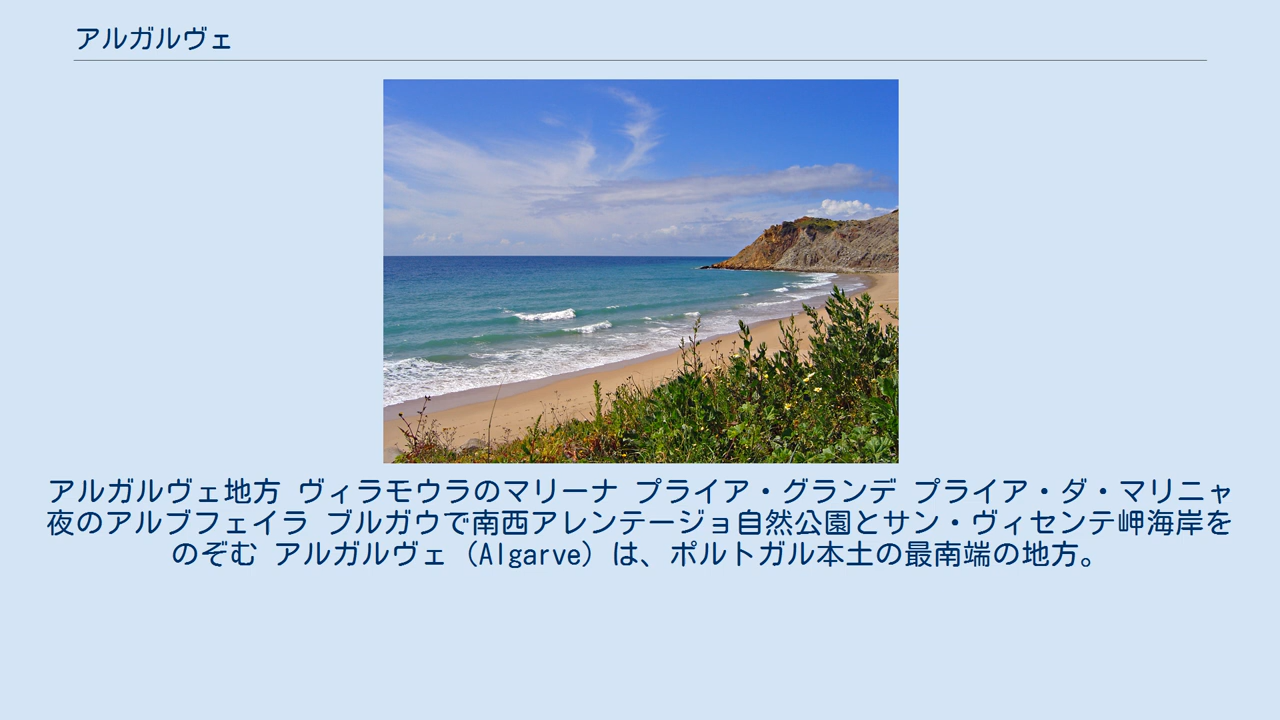 アルガルヴェ
アルガルヴェ地方 ヴィラモウラのマリーナ プライア・グランデ プライア・ダ・マリニャ
夜のアルブフェイラ ブルガウで南西アレンテージョ自然公園とサン・ヴィセンテ岬海岸を
のぞむ アルガルヴェ（Algarve）は、ポルトガル本土の最南端の地方。